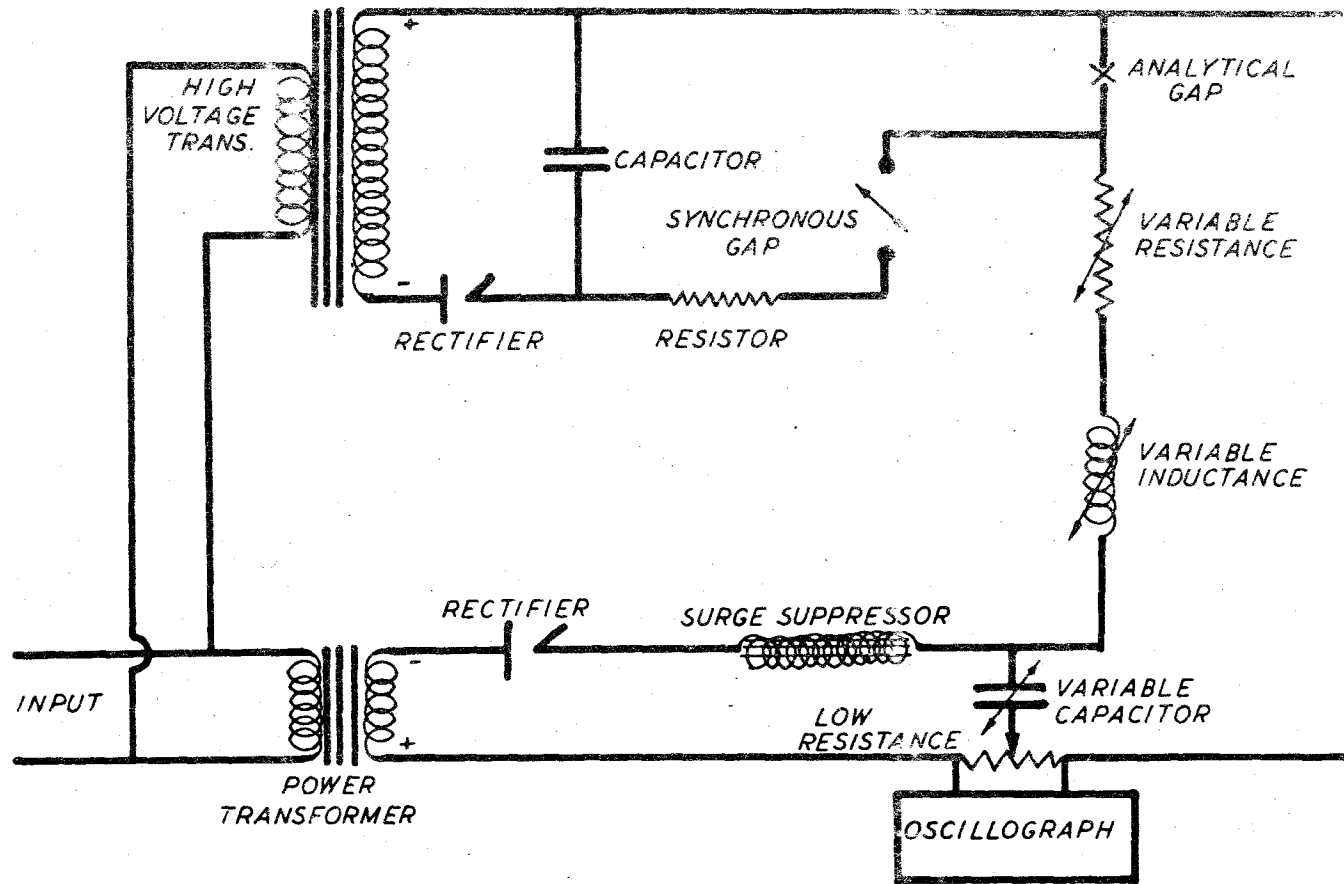 +
HIGH
VOLTAGE
TRANS.
ANALYTICAL
GAP
CAPACITOR
SYNCHRONOUS
GAP
VARIABLE
RESISTANCE
-
RECTIFIER
RESISTOR
VARIABLE
INDUCTANCE
RECTIFIER
SURGE SUPPRESSOR
-
INPUT
VARIABLE
CAPACITOR
LOW
RESISTANCE
+
POWER
TRANSFORMER
OSCILLOGRAPH